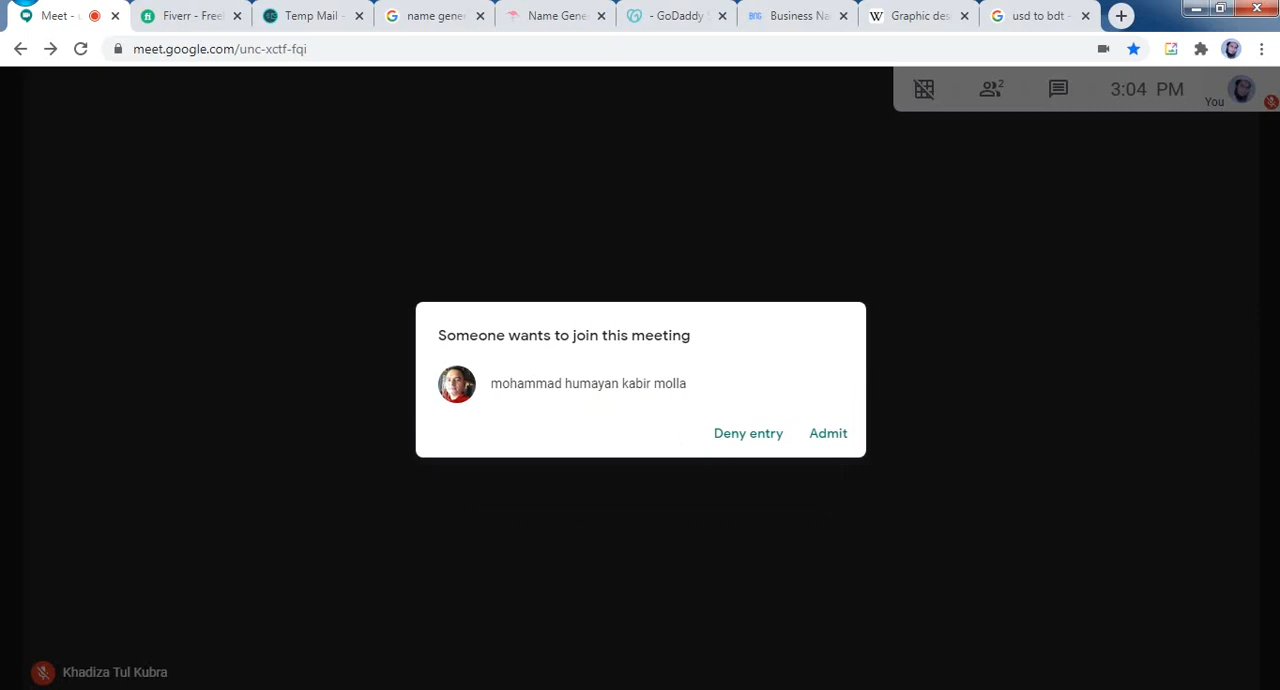 Meet - 
Fiverr - Free
Temp Mail -
name gene
Name Gene
- GoDaddy
Business Na
Graphic des
usd to bdt -
meet.google.com/unc-xctf-fqi
2
3:04 PM
You
Someone wants to join this meeting
mohammad humayan kabir molla
Deny entry
Admit
Khadiza Tul Kubra